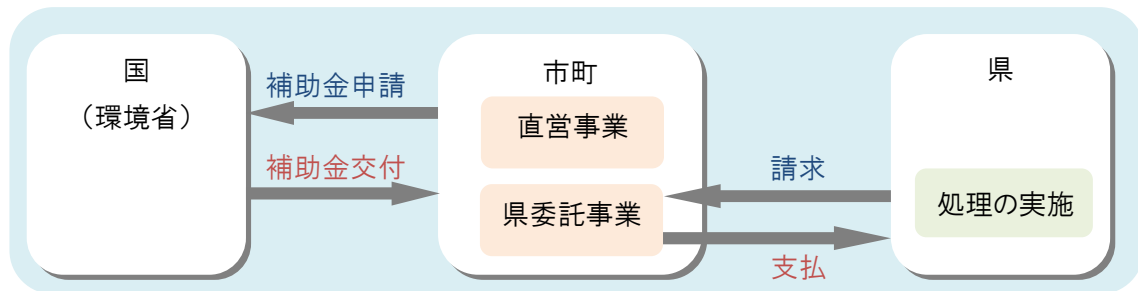 国
（環境省）
補助金申請
補助金交付
市町
直営事業
県委託事業
請求
支払
県
処理の実施